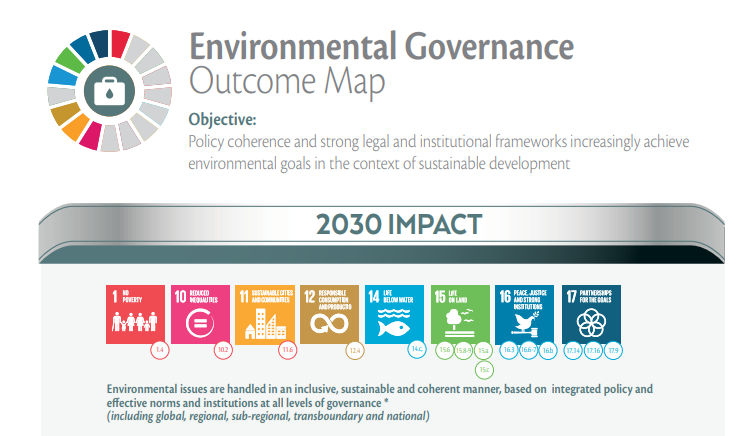 Environmental Governance
Outcome Map
Objective:
Policy coherence and strong legal and institutional frameworks increasingly achieve
environmental goals in the context of sustainable development
2030 IMPACT
1 NO POVERTY
10 REDUCED INEQUALITIES
11 SUSTAINABLE CITIES AND COMMUNITIES
12 RESPONSIBLE CONSUMPTION AND PRODUCTIO
14 LIFE BELOW WATER
15 LIFE ON LAND
16 PEACE, JUSTICE AND STRONG INSTITUTIONS
17 PARTNERSHIPS FOR THE GOALS
1.4
10.2
11.6
12.4
14.c.
15.6
15.8-9
15.a
16.3
16.6-7
16.b
17.14
17.16
17.9
15.c
Environmental issues are handled in an inclusive, sustainable and coherent manner, based on integrated policy and
effective norms and institutions at all levels of governance *
(including global, regional, sub-regional, transboundary and national)